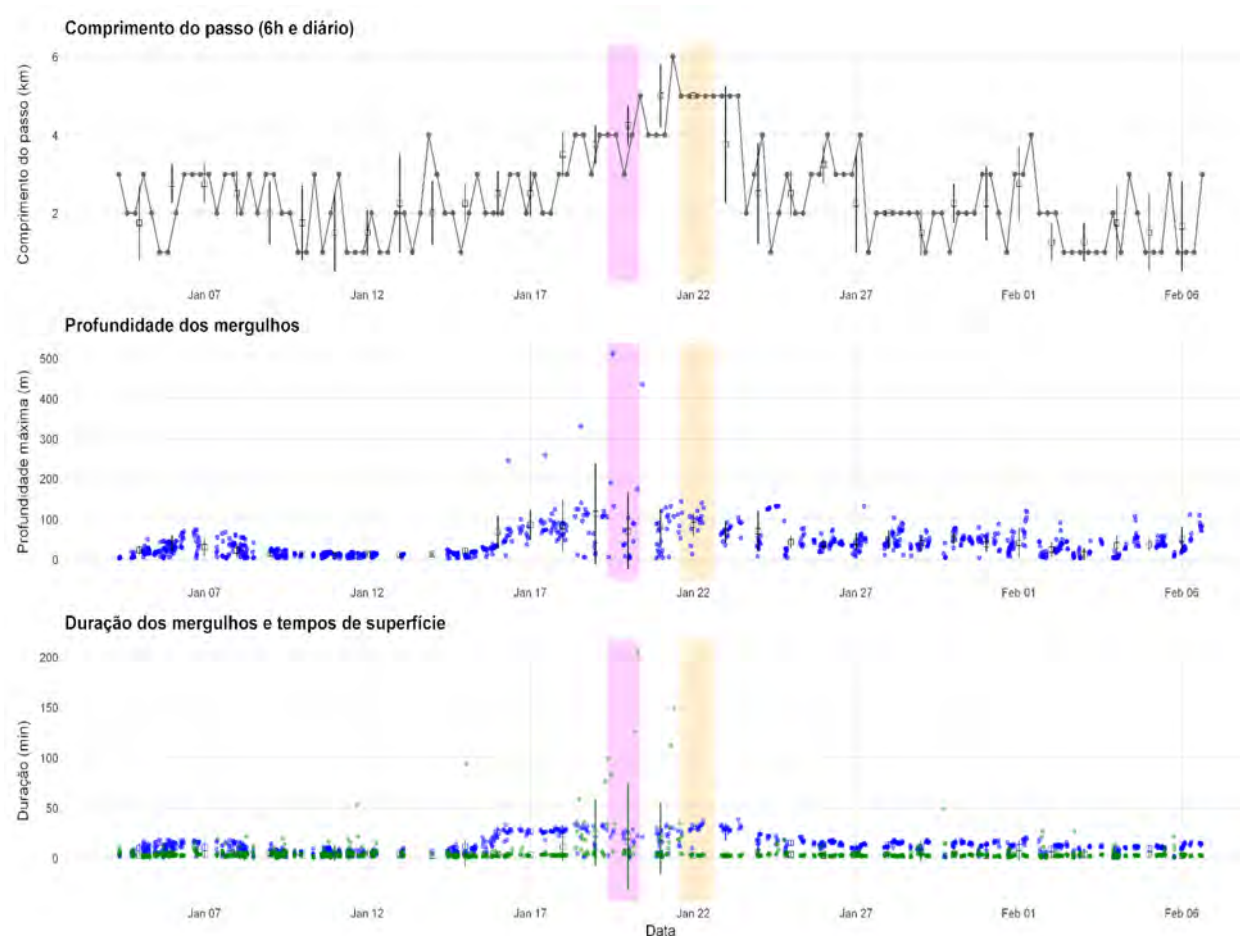 Comprimento do passo (6h e diário)
Comprimento do passo (km)
6
4
2
Jan 07 Jan 12 Jan 17 Jan 22 Jan 27 Feb 01 Feb 06
Profundidade dos mergulhos
Profundidade máxima (m)
500
400
300
200
100
0
Jan 07 Jan 12 Jan 17 Jan 22 Jan 27 Feb 01 Feb 06
Duração dos mergulhos e tempos de superfície
Duração (min)
200
150
100
50
0
Jan 07 Jan 12 Jan 17 Jan 22 Jan 27 Feb 01 Feb 06
Data